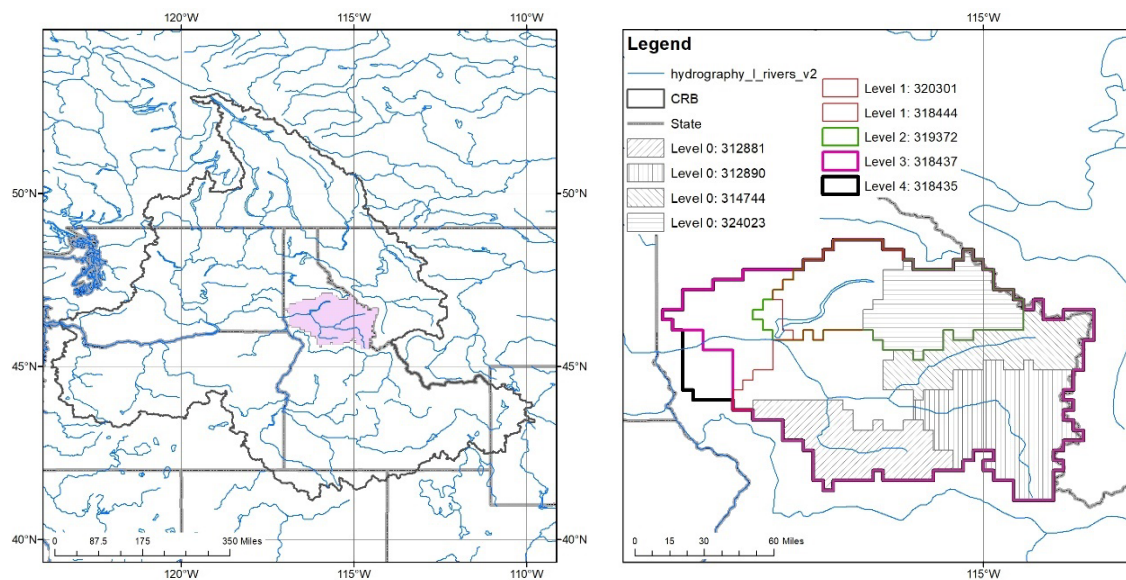 120°W 115°W 110°W
50°N
45°N
40°N
50°N
45°N
40°N
0 87.5 175 350 Miles
120°W 115°W 110°W
115°W
Legend
hydrography_l_rivers_v2
CRB
State
Level 0: 312881
Level 0: 312890
Level 0: 314744
Level 0: 324023
Level 1: 320301
Level 1: 318444
Level 2: 319372
Level 3: 318437
Level 4: 318435
0 15 30 60 Miles
115°W